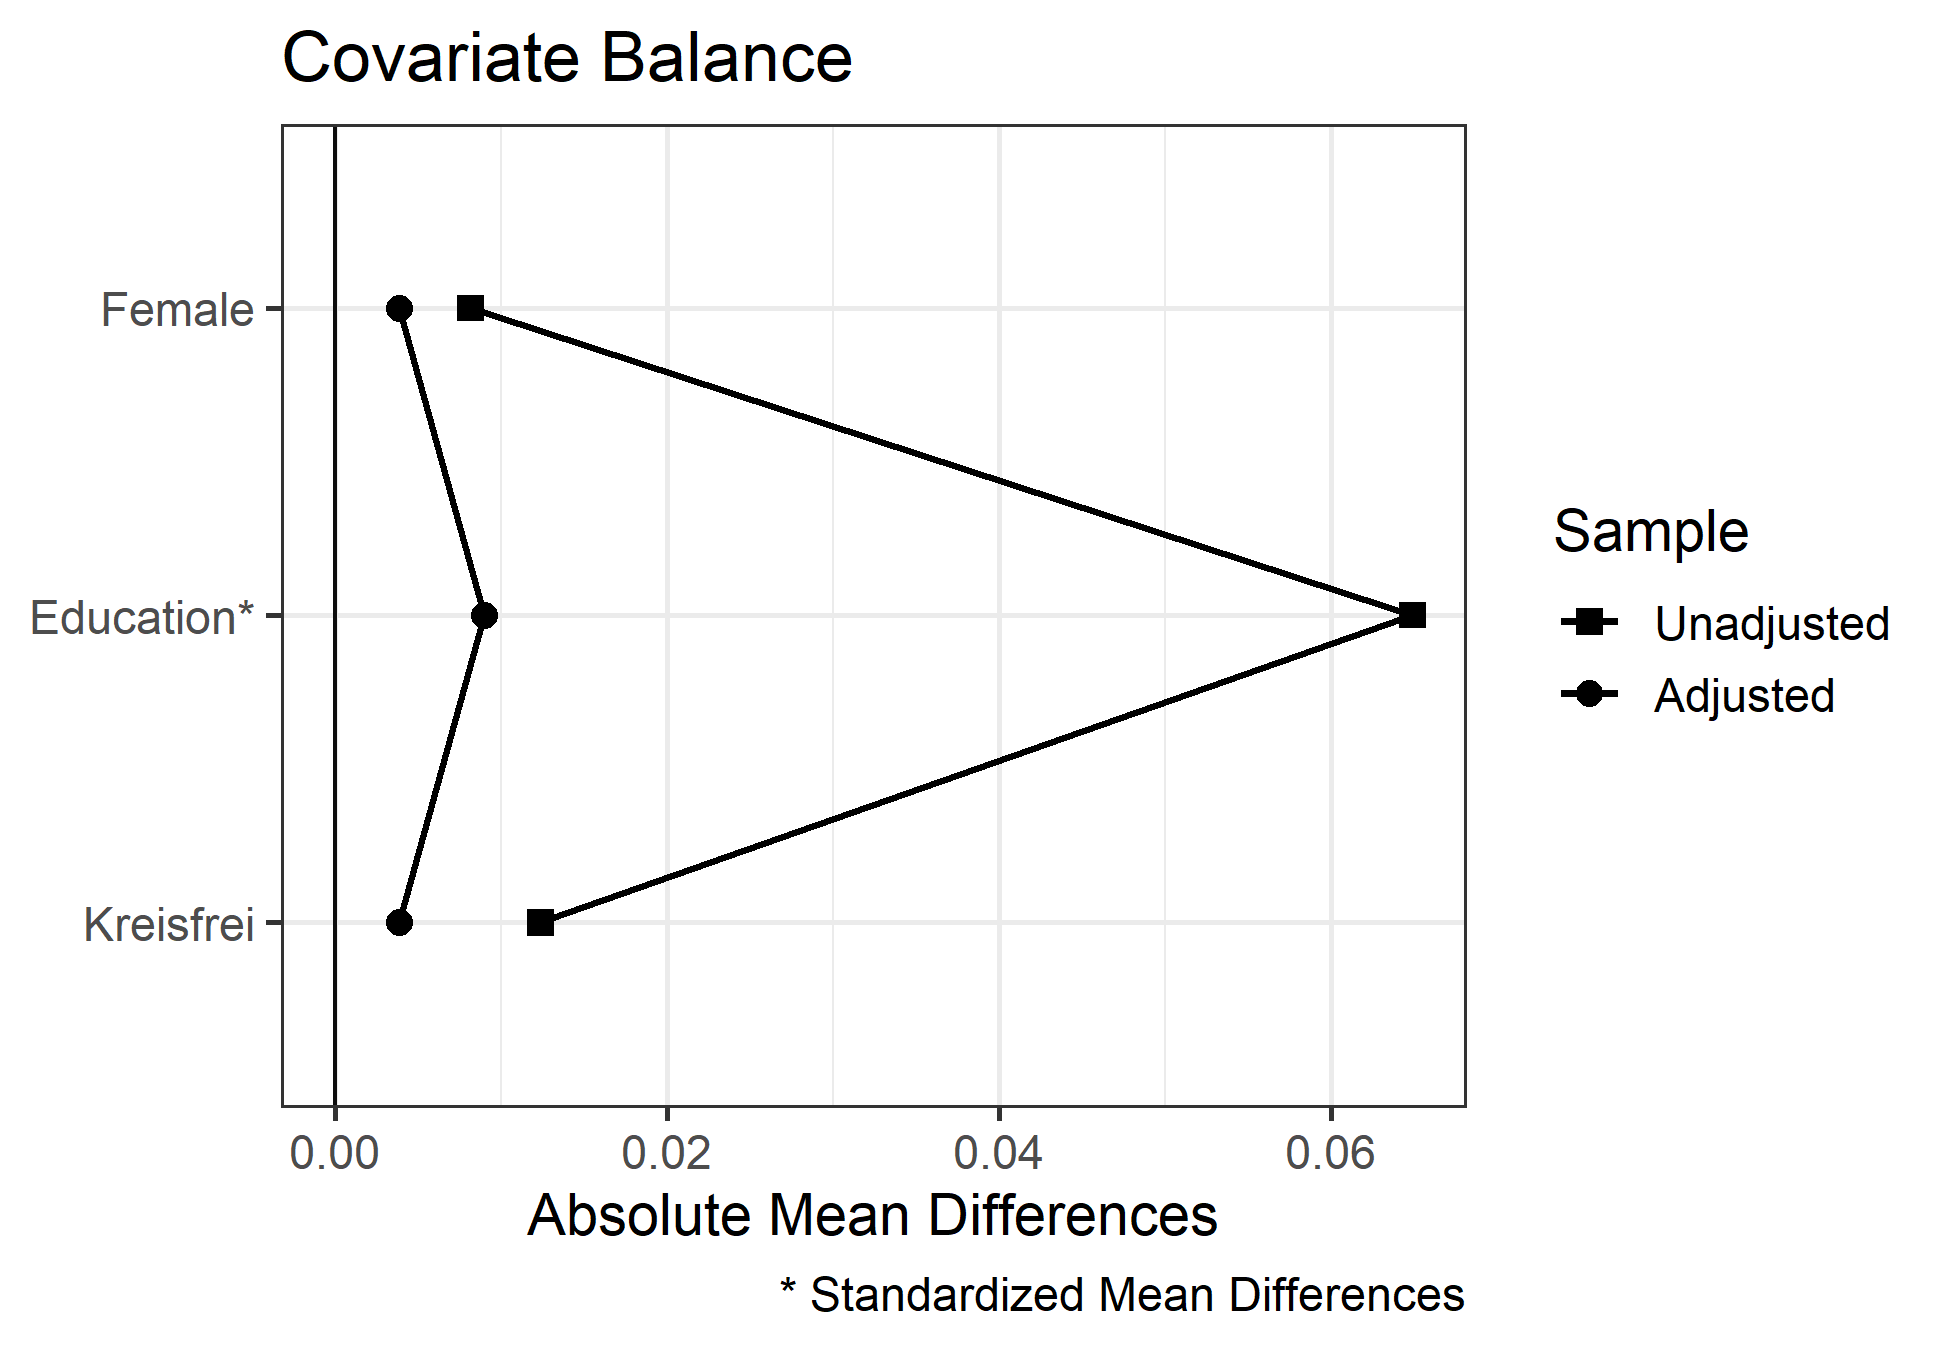 Covariate Balance
Female
Education*
Kreisfrei
0.00 0.02 0.04 0.06
Absolute Mean Differences
* Standardized Mean Differences
Sample
Unadjusted
Adjusted